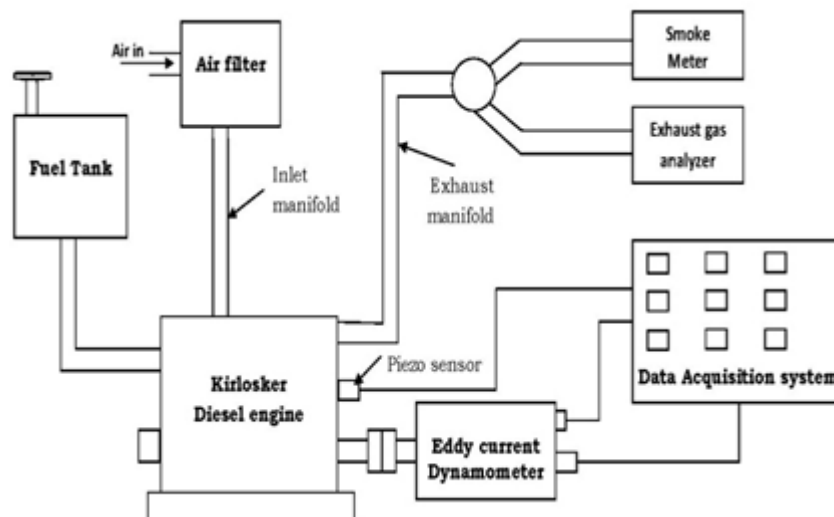 Air in
Air filter
Smoke
Meter
Fuel Tank
Exhaust gas
analyzer
Inlet
manifold
Exhaust
manifold
Kirlosker
Diesel engine
Piezo sensor
Data Acquisition system
Eddy current
Dynamometer